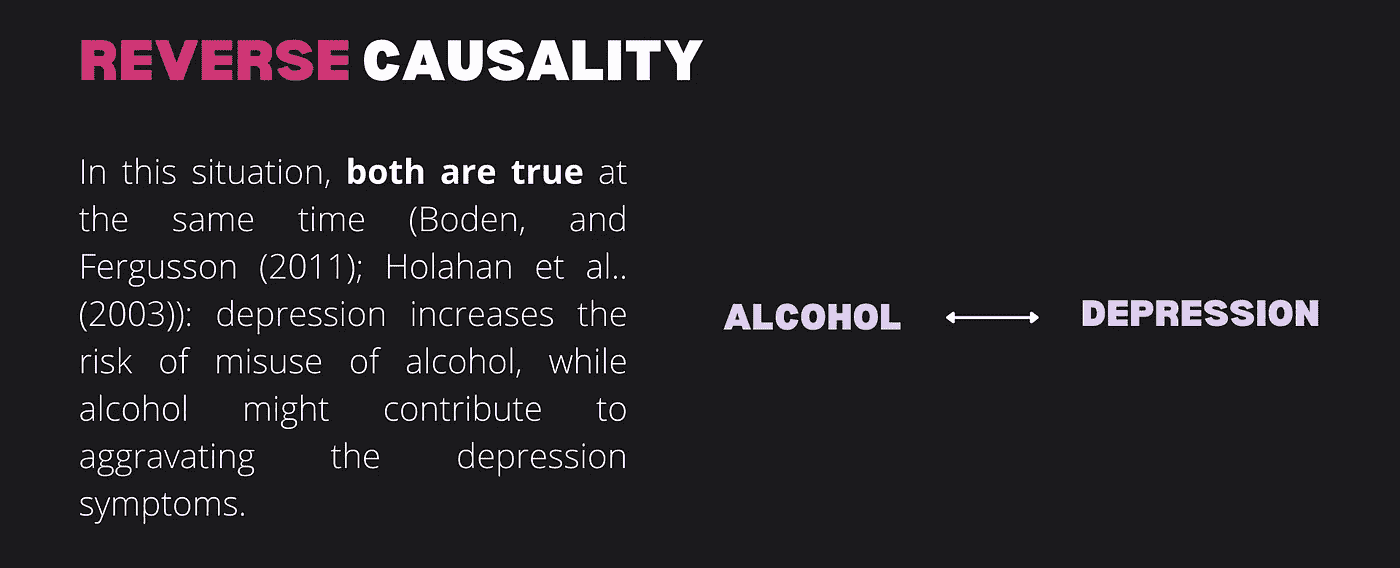 REVERSE CAUSALITY
In this situation, both are true at
the same time (Boden, and
Fergusson (2011); Holahan et al..
(2003)): depression increases the
risk of misuse of alcohol, while
alcohol might contribute to
aggravating the depression
symptoms.
ALCOHOL DEPRESSION